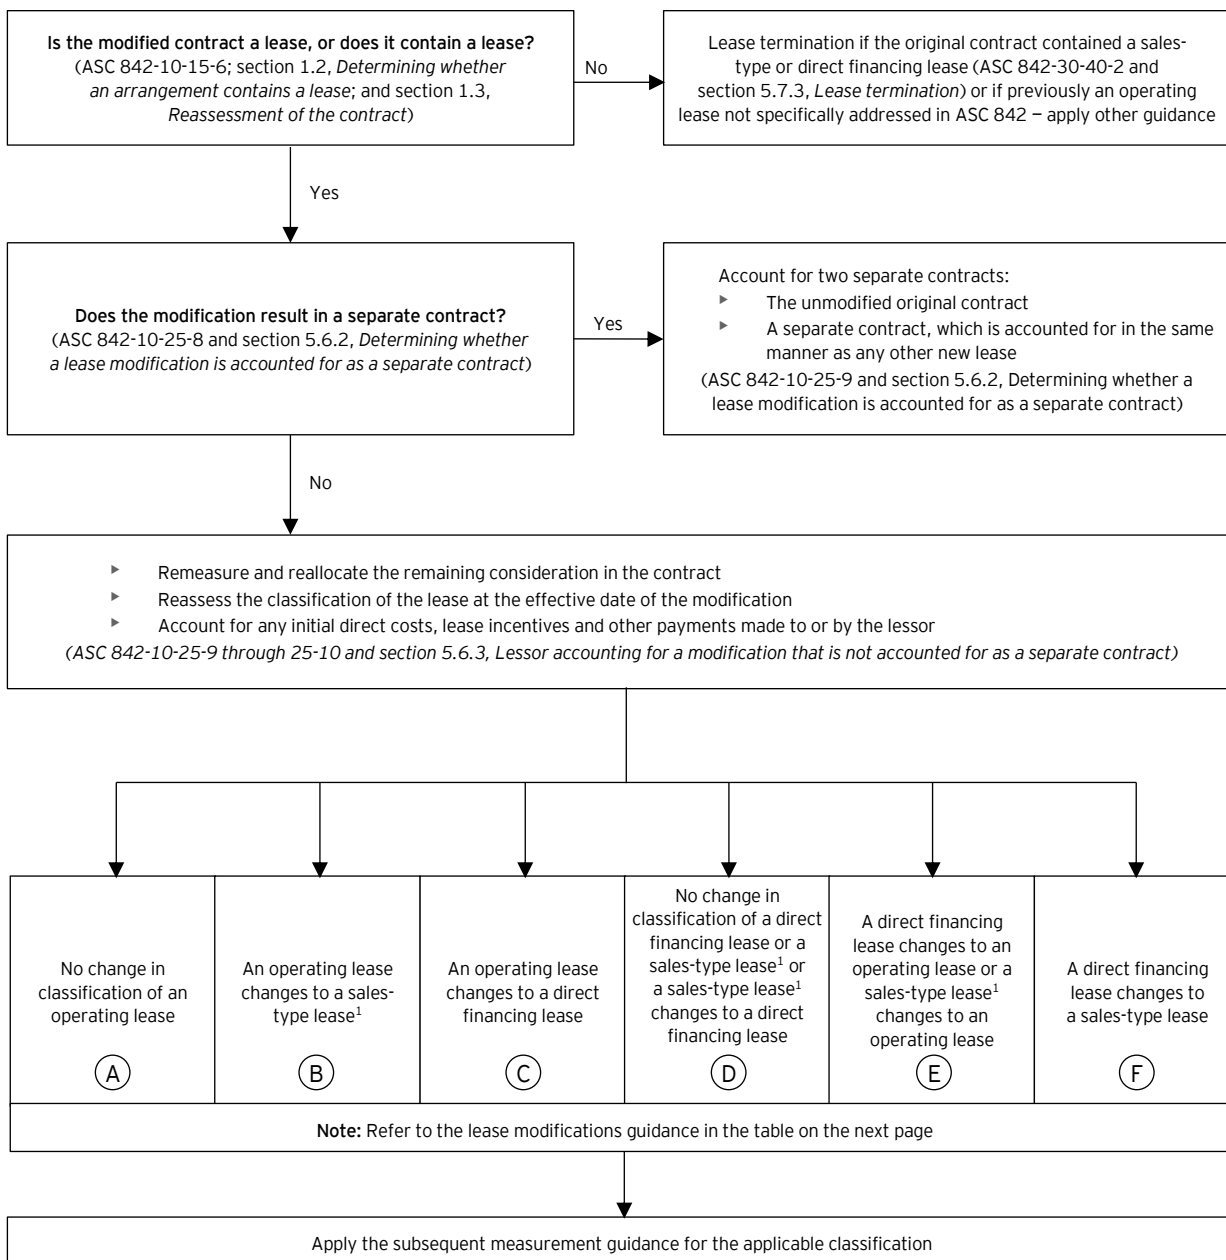 Is the modified contract a lease, or does it contain a lease?
(ASC 842-10-15-6; section 1.2, Determining whether
an arrangement contains a lease; and section 1.3,
Reassessment of the contract)
No
Lease termination if the original contract contained a sales-
type or direct financing lease (ASC 842-30-40-2 and
section 5.7.3, Lease termination) or if previously an operating
lease not specifically addressed in ASC 842 – apply other guidance
Yes
Does the modification result in a separate contract?
(ASC 842-10-25-8 and section 5.6.2, Determining whether
a lease modification is accounted for as a separate contract)
Yes
Account for two separate contracts:
The unmodified original contract
A separate contract, which is accounted for in the same
manner as any other new lease
(ASC 842-10-25-9 and section 5.6.2, Determining whether a
lease modification is accounted for as a separate contract)
No
Remeasure and reallocate the remaining consideration in the contract
Reassess the classification of the lease at the effective date of the modification
Account for any initial direct costs, lease incentives and other payments made to or by the lessor
(ASC 842-10-25-9 through 25-10 and section 5.6.3, Lessor accounting for a modification that is not accounted for as a separate contract)
No change in
classification of an
operating lease
A
An operating lease
changes to a sales-
type lease¹
B
An operating lease
changes to a direct
financing lease
C
No change in
classification of a direct
financing lease or a
sales-type lease¹ or
a sales-type lease¹
changes to a direct
financing lease
D
A direct financing
lease changes to an
operating lease or a
sales-type lease¹
changes to an
operating lease
E
A direct financing
lease changes to
a sales-type lease
F
Note: Refer to the lease modifications guidance in the table on the next page
Apply the subsequent measurement guidance for the applicable classification